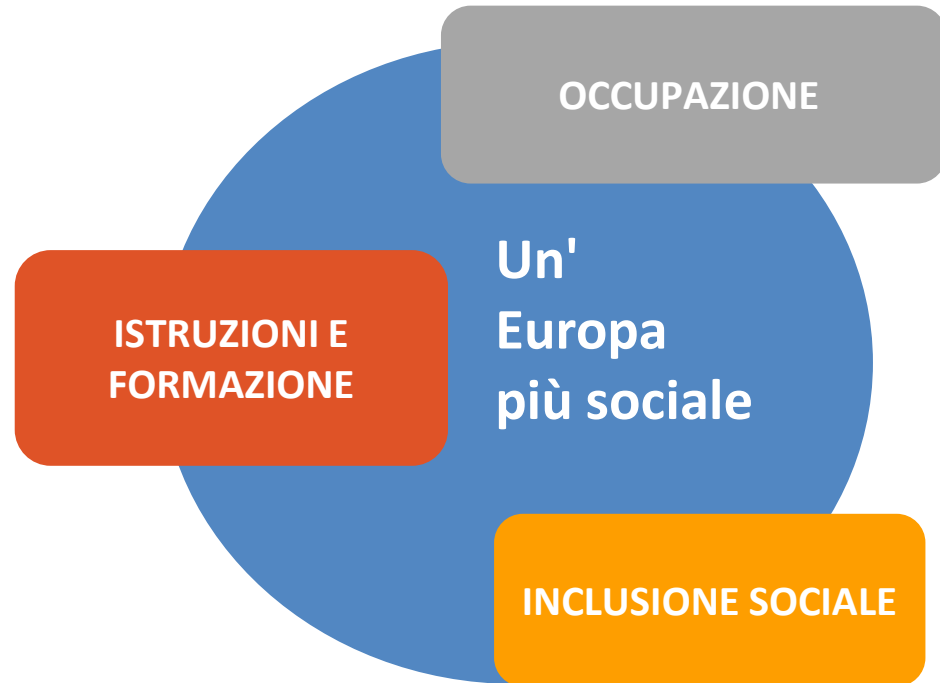 OCCUPAZIONE
Un'
Europa
più sociale
ISTRUZIONI E
FORMAZIONE
INCLUSIONE SOCIALE